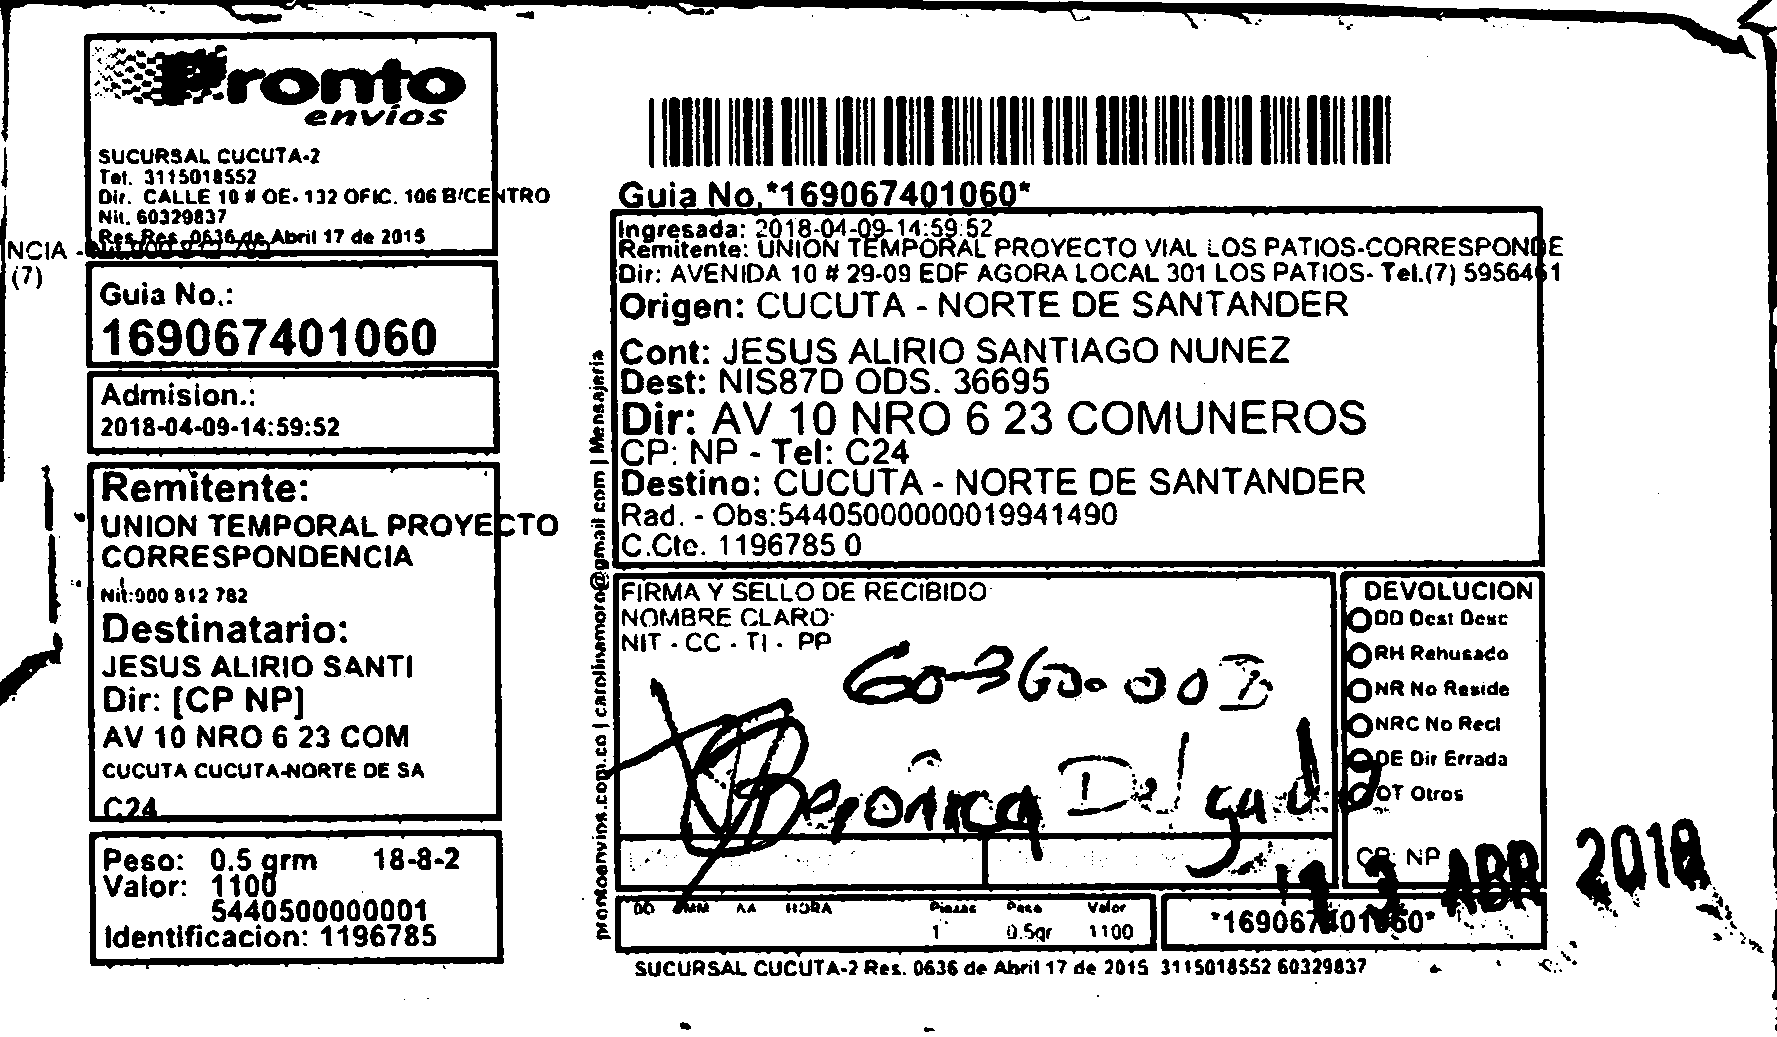 Pronto
envios
SUCURSAL CUCUTA-2
Tel. 3115018552
Dir. CALLE 10 # OE- 132 OFIC. 106 B/CENTRO
Nit. 60329837
Res.Res. 0636 de Abril 17 de 2015
NCIA -
(7)
Guia No.:
169067401060
Admision.:
2018-04-09-14:59:52
Remitente:
UNION TEMPORAL PROYECTO
CORRESPONDENCIA
Nit:900 812 782
Destinatario:
JESUS ALIRIO SANTI
Dir: [CP NP]
AV 10 NRO 6 23 COM
CUCUTA CUCUTA-NORTE DE SA
C24
Peso: 0.5 grm 18-8-2
Valor: 1100
5440500000001
Identificacion: 1196785
prontoenvios.com.co | carolinamoro@gmail.com | Mensajeria
Guia No.*169067401060*
Ingresada: 2018-04-09-14:59:52
Remitente: UNION TEMPORAL PROYECTO VIAL LOS PATIOS-CORRESPONDE
Dir: AVENIDA 10 # 29-09 EDF AGORA LOCAL 301 LOS PATIOS- Tel.(7) 5956461
Origen: CUCUTA - NORTE DE SANTANDER
Cont: JESUS ALIRIO SANTIAGO NUNEZ
Dest: NIS87D ODS. 36695
Dir: AV 10 NRO 6 23 COMUNEROS
CP: NP - Tel: C24
Destino: CUCUTA - NORTE DE SANTANDER
Rad. - Obs:54405000000019941490
C.Cto. 1196785 0
FIRMA Y SELLO DE RECIBIDO
NOMBRE CLARO:
NIT - CC - TI - PP
60-360.00
Beronica Delgado
DEVOLUCION
DD Dest Desc
RH Rehusado
NR No Reside
NRC No Recl
DE Dir Errada
OT Otros
CP: NP
ABR 2018
DD MM AA HORA Piezas Peso Valor
1 0.5gr 1100
*169067401060*
SUCURSAL CUCUTA-2 Res. 0636 de Abril 17 de 2015 3115018552 60329837